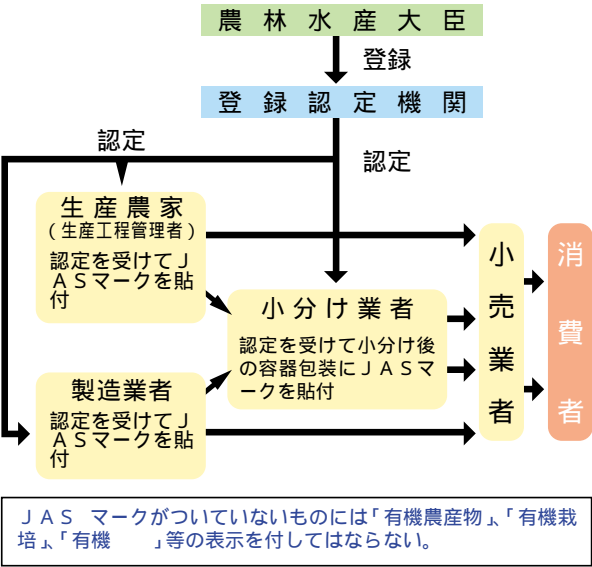 農林水産大臣
登録
登録認定機関
認定
認定
生産農家
(生産工程管理者)
認定を受けてJ
ASマークを貼
付
小分け業者
認定を受けて小分け後
の容器包装にJASマ
ークを貼付
製造業者
認定を受けてJ
ASマークを貼
付
小売業者
消費者
JAS マークがついていないものには「有機農産物」、「有機栽
培」、「有機　　」等の表示を付してはならない。